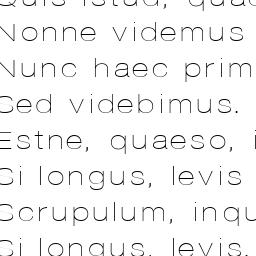 Quis istud, quae
Nonne videmus
Nunc haec prim
Sed videbimus.
Estne, quaeso, i
Si longus, levis
Scrupulum, inqu
Si longus, levis.